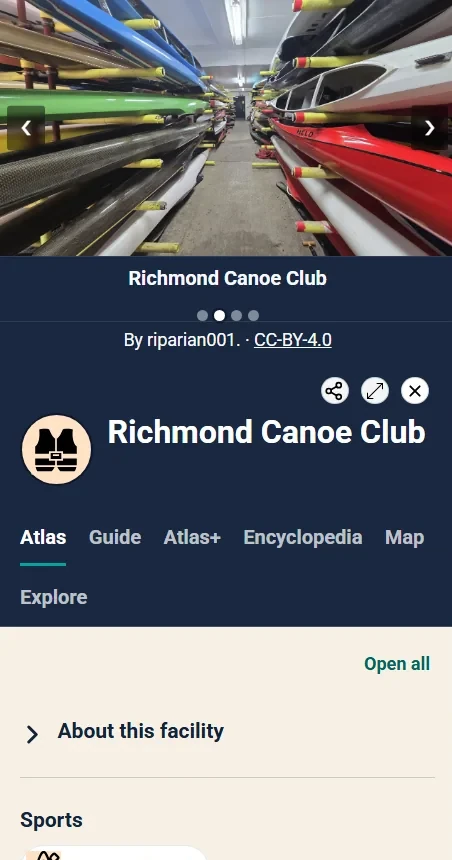 HELD
Richmond Canoe Club
By riparian001. · CC-BY-4.0
Richmond Canoe Club
Atlas Guide Atlas+ Encyclopedia Map
Explore
Open all
About this facility
Sports